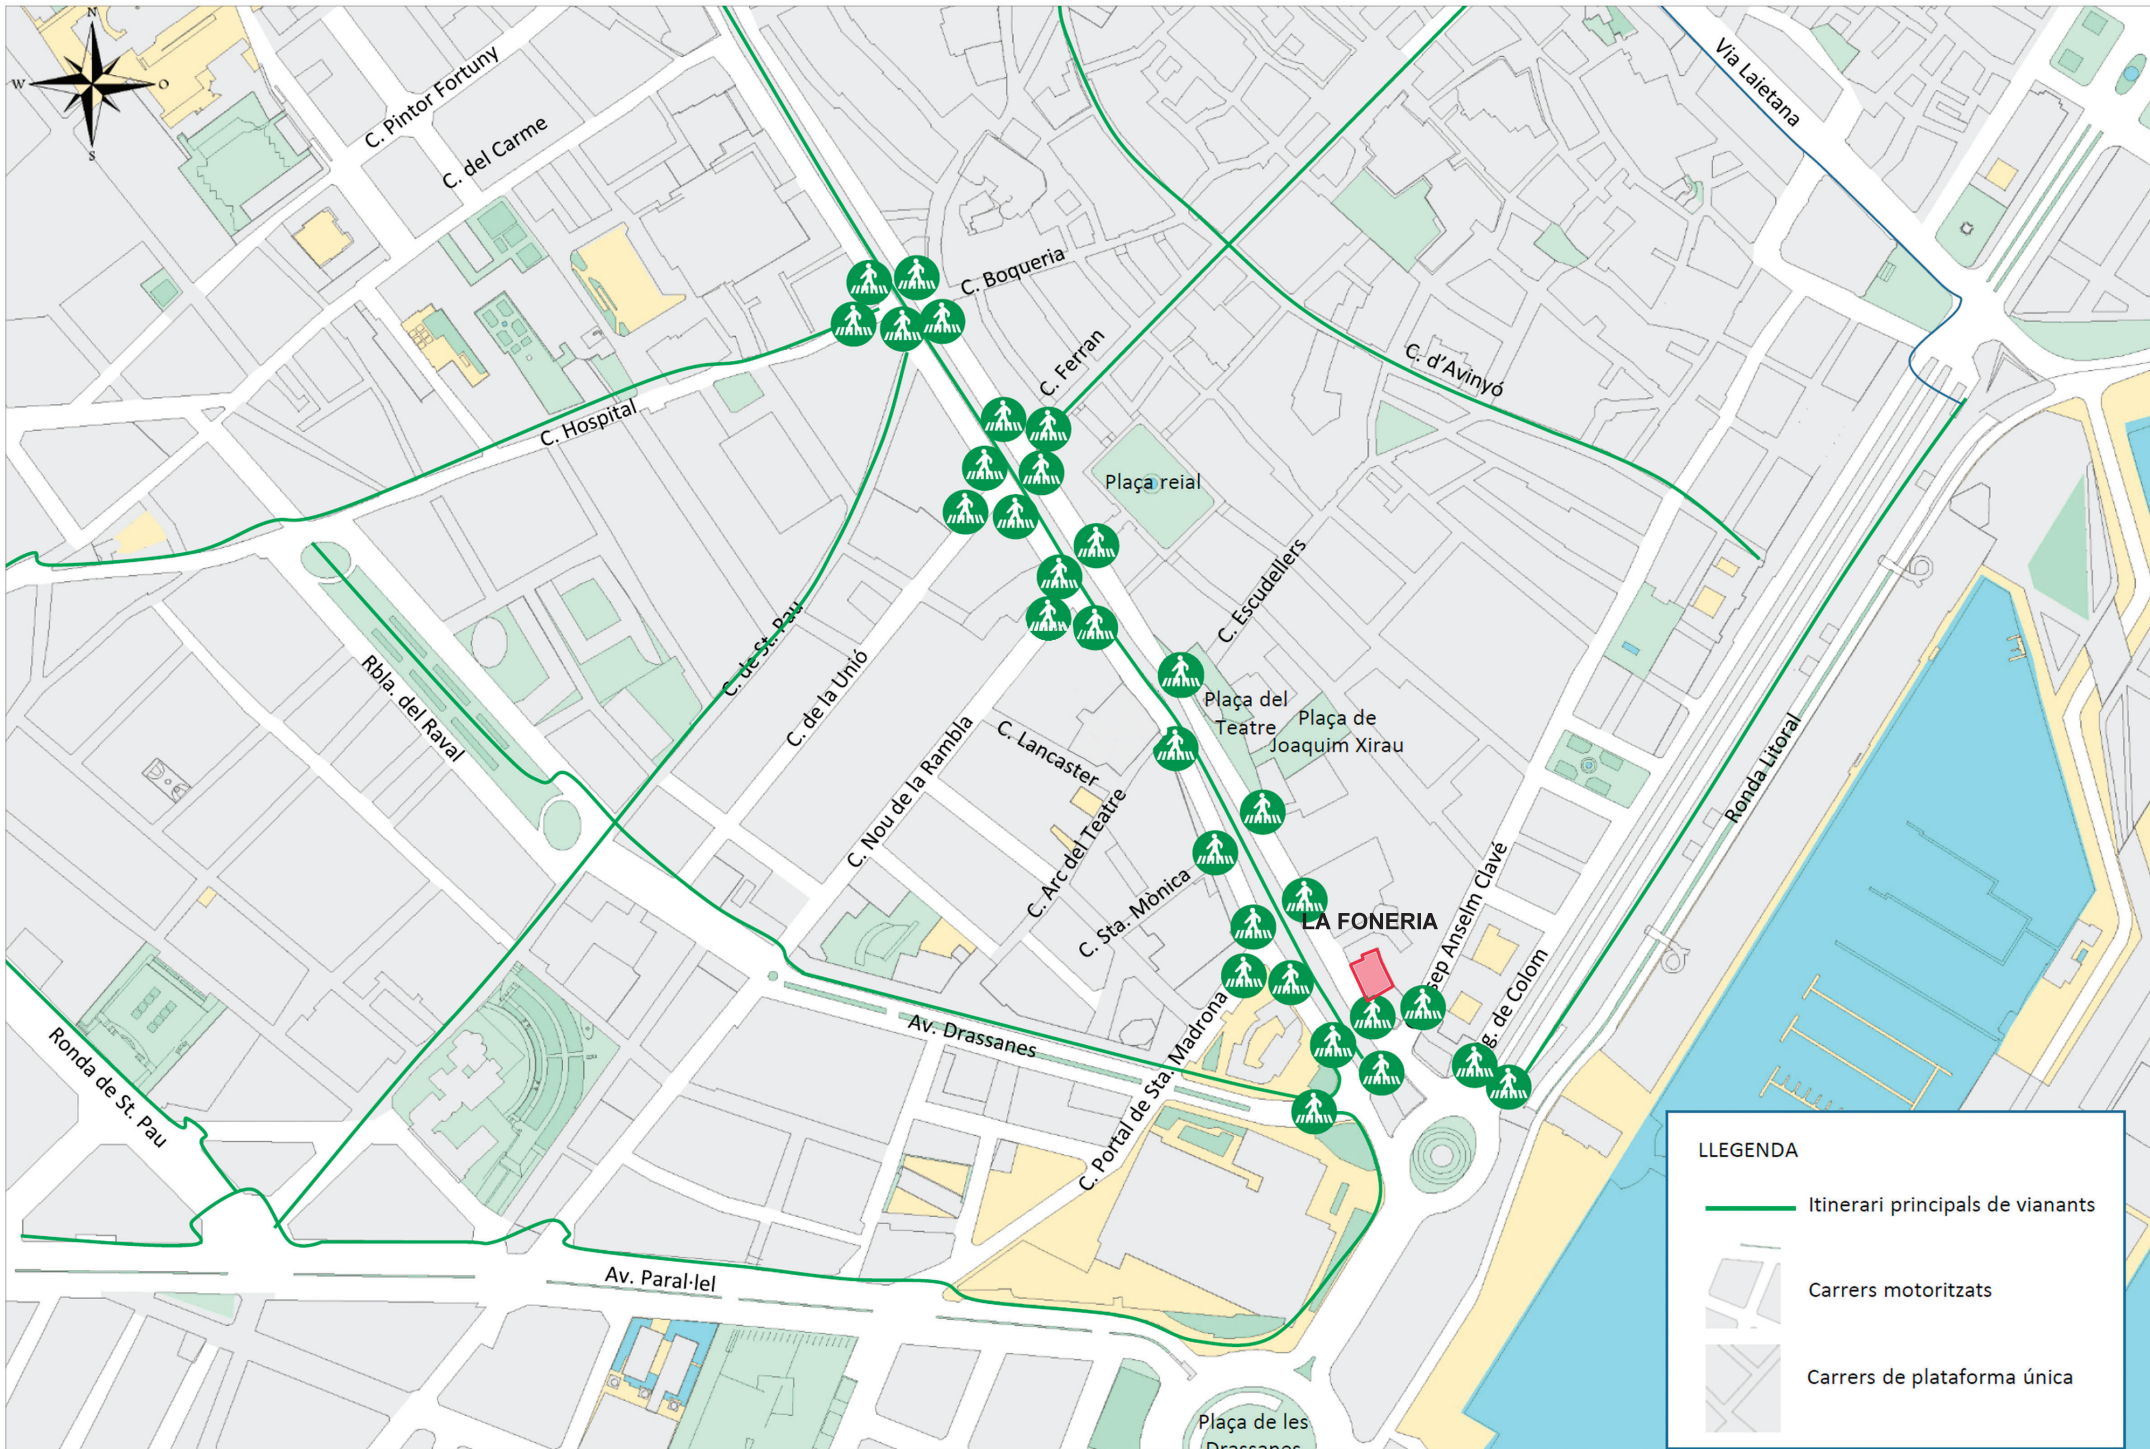 N
W
O
S
C. Pintor Fortuny
C. del Carme
Via Laietana
C. Boqueria
C. Ferran
C. d'Avinyó
C. Hospital
Plaça reial
C. Escudellers
C. de St. Pau
C. de la Unió
Rbla. del Raval
C. Nou de la Rambla
C. Lancaster
Plaça del
Teatre
Plaça de
Joaquim Xirau
Ronda Litoral
C. Arc del Teatre
C. Sta. Mònica
LA FONERIA
sep Anselm Clavé
g. de Colom
Av. Drassanes
C. Portal de Sta. Madrona
Ronda de St. Pau
Av. Paral·lel
Plaça de les
Drassanes
LLEGENDA
Itinerari principals de vianants
Carrers motoritzats
Carrers de plataforma única